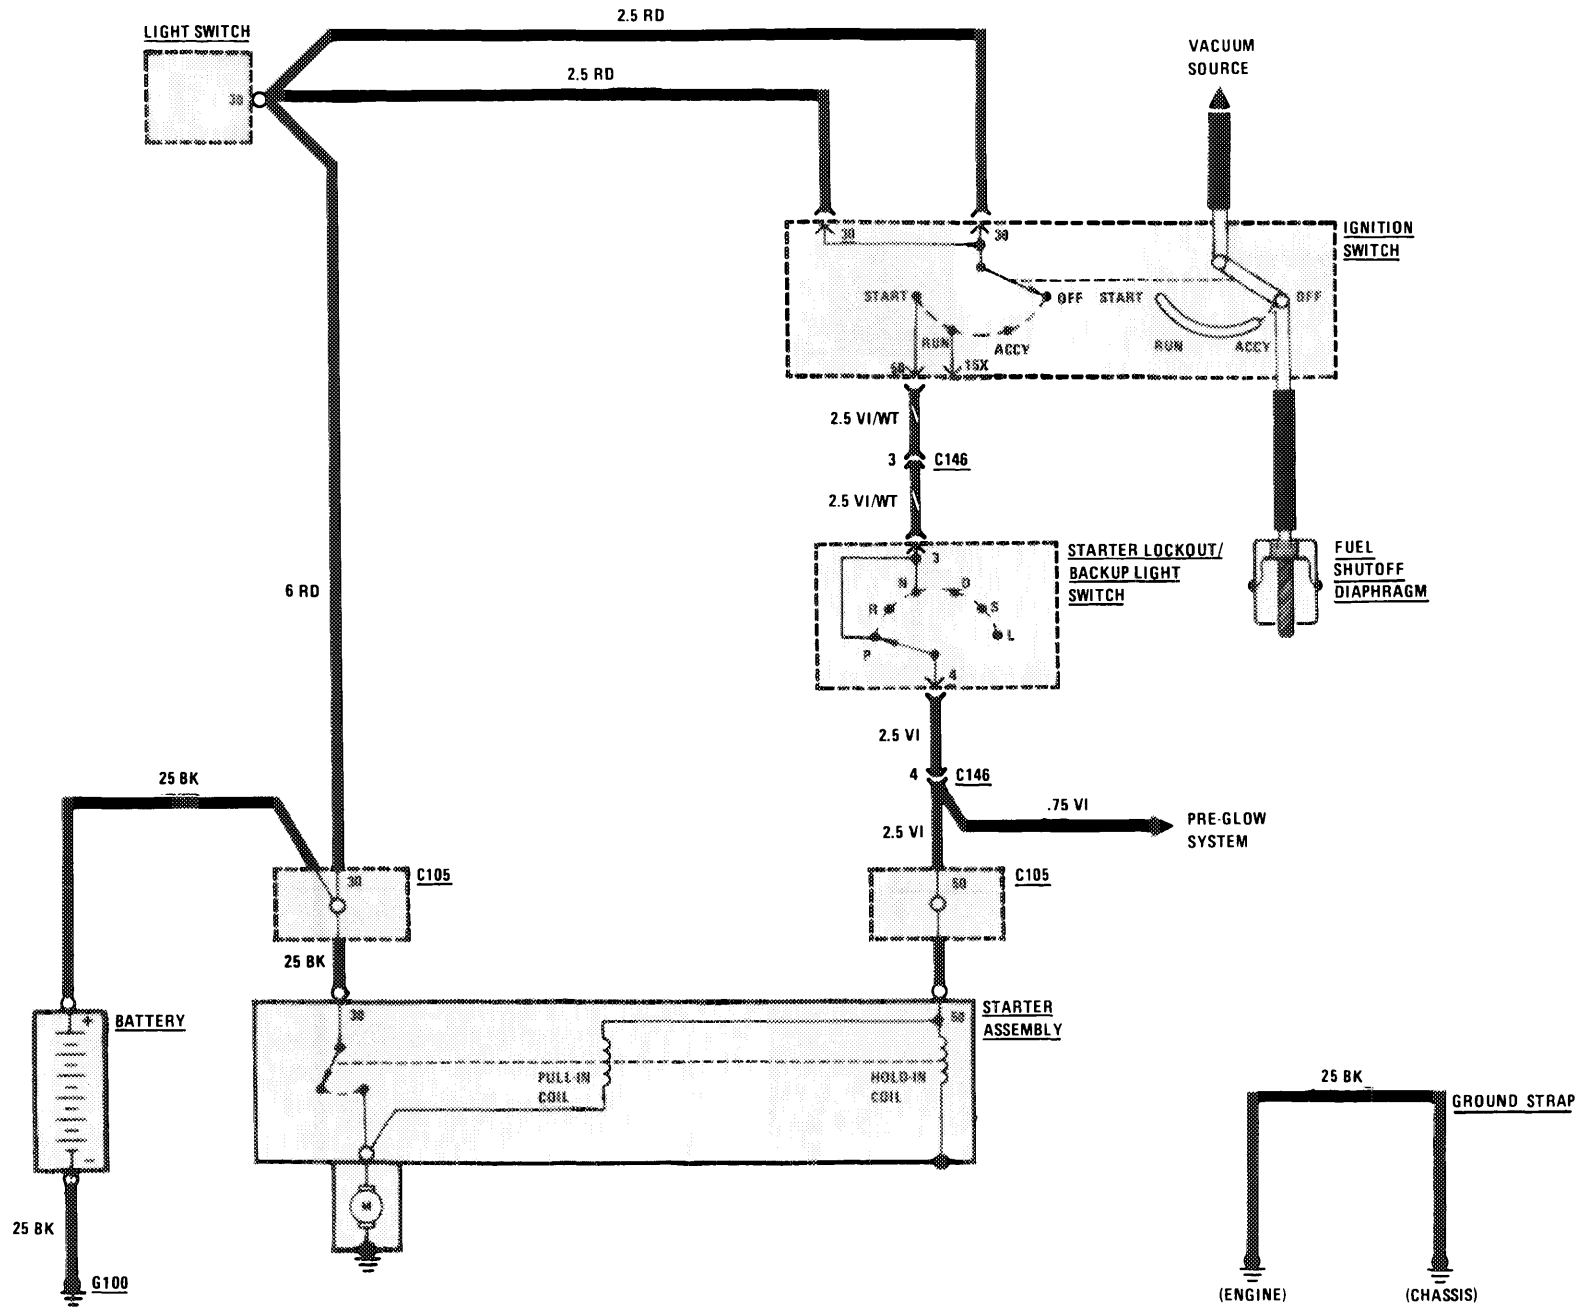 2.5 RD
LIGHT SWITCH
VACUUM
SOURCE
2.5 RD
30
IGNITION
SWITCH
30
30
START
OFF
START
OFF
RUN
ACCY
RUN
ACCY
50
15X
2.5 VI/WT
3
C146
2.5 VI/WT
STARTER LOCKOUT/
BACKUP LIGHT
SWITCH
FUEL
SHUTOFF
DIAPHRAGM
3
N
D
R
S
P
L
4
6 RD
2.5 VI
4
C146
25 BK
.75 VI
PRE-GLOW
SYSTEM
2.5 VI
30
C105
50
C105
25 BK
30
50
STARTER
ASSEMBLY
+
BATTERY
PULL-IN
COIL
HOLD-IN
COIL
25 BK
GROUND STRAP
-
M
25 BK
G100
(ENGINE)
(CHASSIS)